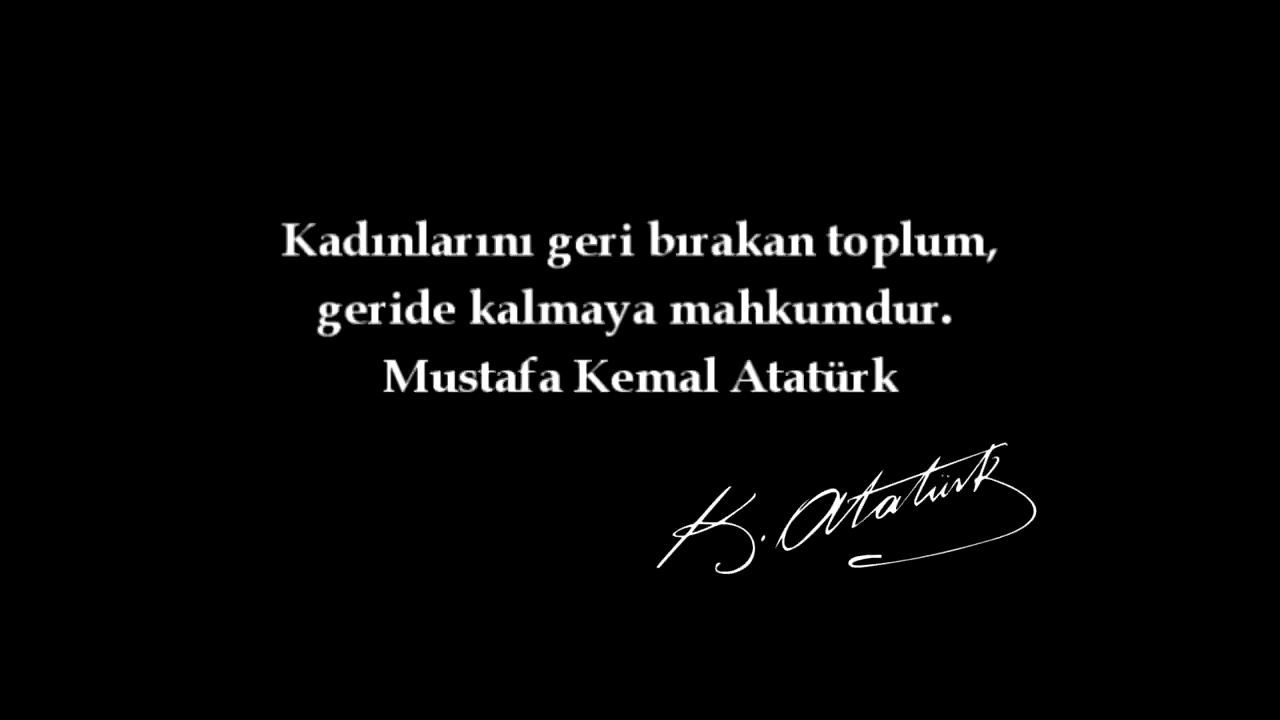 Kadınlarını geri bırakan toplum,
geride kalmaya mahkumdur.
Mustafa Kemal Atatürk
K. Atatürk